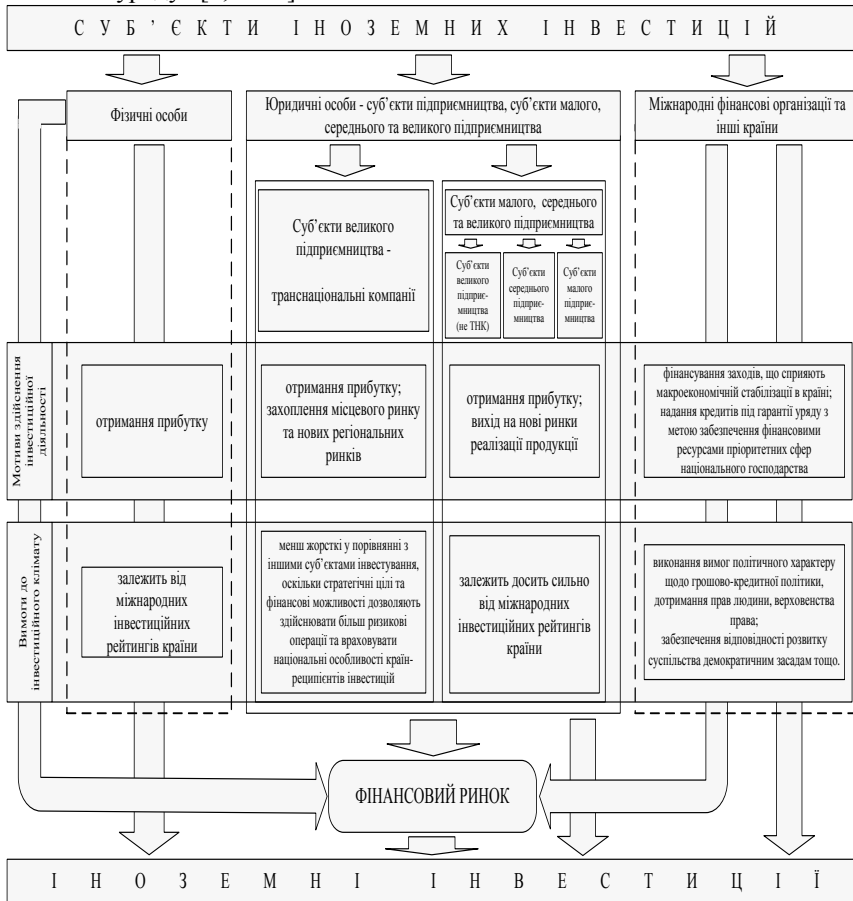 С У Б ’ Є К Т И І Н О З Е М Н И Х І Н В Е С Т И Ц І Й
Фізичні особи
Юридичні особи - суб’єкти підприємництва, суб’єкти малого,
середнього та великого підприємництва
Міжнародні фінансові організації та
інші країни
Суб’єкти великого
підприємництва -
транснаціональні компанії
Суб’єкти малого, середнього
та великого підприємництва
Суб’єкти
великого
підприє-
мництва
(не ТНК)
Суб’єкти
середнього
підприє-
мництва
Суб’єкти
малого
підприє-
мництва
Мотиви здійснення
інвестиційної
діяльності
отримання прибутку
отримання прибутку;
захоплення місцевого ринку
та нових регіональних
ринків
отримання прибутку;
вихід на нові ринки
реалізації продукції
фінансування заходів, що сприяють
макроекономічній стабілізації в країні;
надання кредитів під гарантії уряду з
метою забезпечення фінансовими
ресурсами пріоритетних сфер
національного господарства
Вимоги до
інвестиційного клімату
залежить від
міжнародних
інвестиційних
рейтингів країни
менш жорсткі у порівнянні з
іншими суб’єктами інвестування,
оскільки стратегічні цілі та
фінансові можливості дозволяють
здійснювати більш ризикові
операції та враховувати
національні особливості країн-
реципієнтів інвестицій
залежить досить сильно
від міжнародних
інвестиційних рейтингів
країни
виконання вимог політичного характеру
щодо грошово-кредитної політики,
дотримання прав людини, верховенства
права;
забезпечення відповідності розвитку
суспільства демократичним засадам тощо.
ФІНАНСОВИЙ РИНОК
І Н О З Е М Н І І Н В Е С Т И Ц І Ї